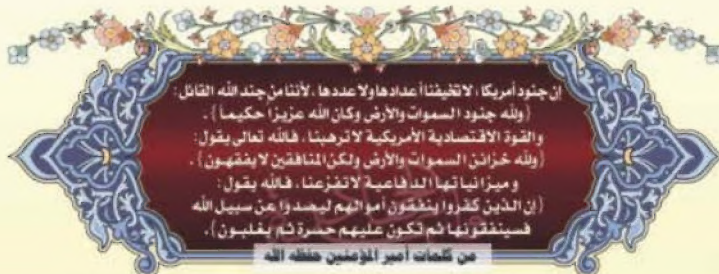 إن جنود أمريكا ، لا تخيفنا أعدادها ولا عددها ، لأننا من جند الله القائل :
{ ولله جنود السموات والأرض وكان الله عزيزا حكيما } .
والقوة الاقتصادية الأمريكية لا ترهبنا . فالله تعالى يقول :
{ ولله خزائن السموات والأرض ولكن المنافقين لا يفقهون } .
و ميزانياتها الدفاعية لا تفزعنا ، فالله يقول :
{ إن الذين كفروا ينفقون أموالهم ليصدوا عن سبيل الله
فسينفقونها ثم تكون عليهم حسرة ثم يغلبون } .
من كلمات أمير المؤمنين حفظه الله